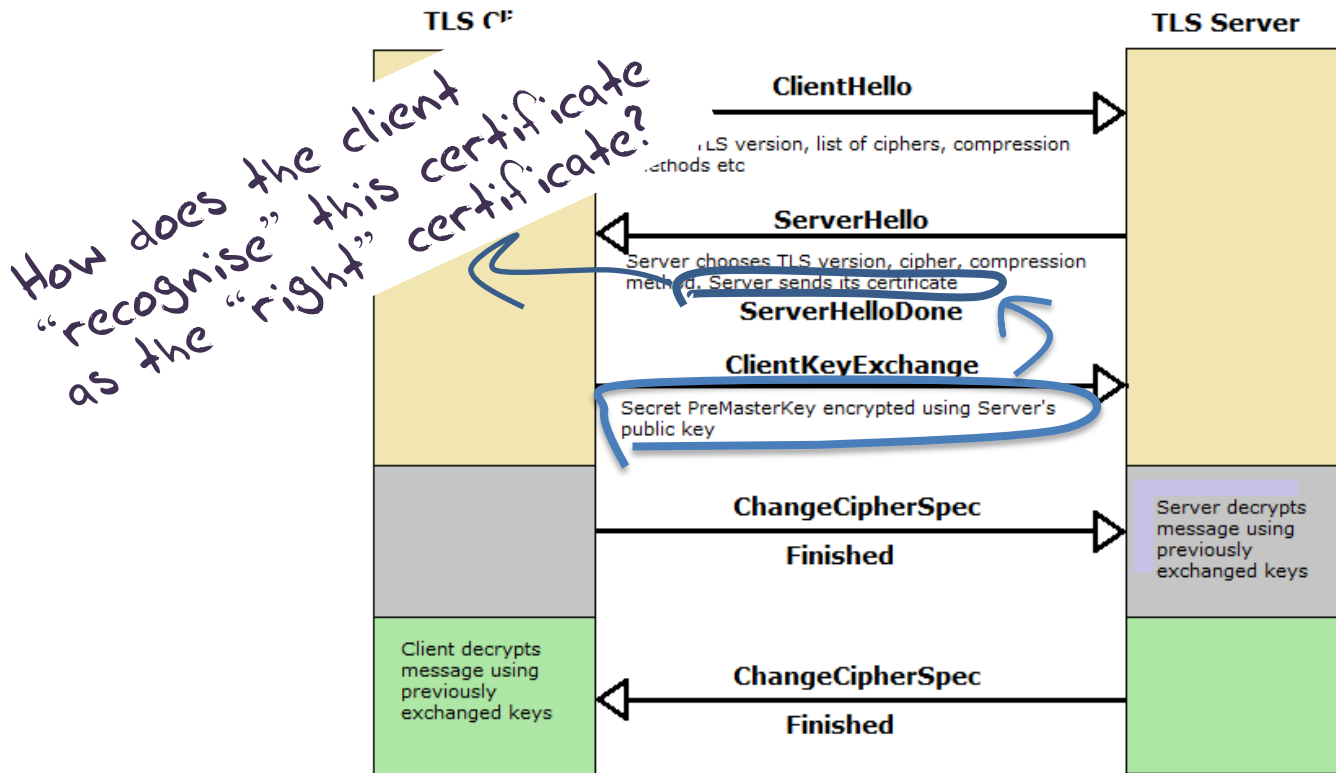 TLS
TLS Server
How does the client
“recognise” this certificate
as the “right” certificate?
ClientHello
TLS version, list of ciphers, compression
etc
ServerHello
Server chooses TLS version, cipher, compression
method. Server sends its certificate
ServerHelloDone
ClientKeyExchange
Secret PreMasterKey encrypted using Server's
public key
ChangeCipherSpec
Finished
Server decrypts
message using
previously
exchanged keys
Client decrypts
message using
previously
exchanged keys
ChangeCipherSpec
Finished